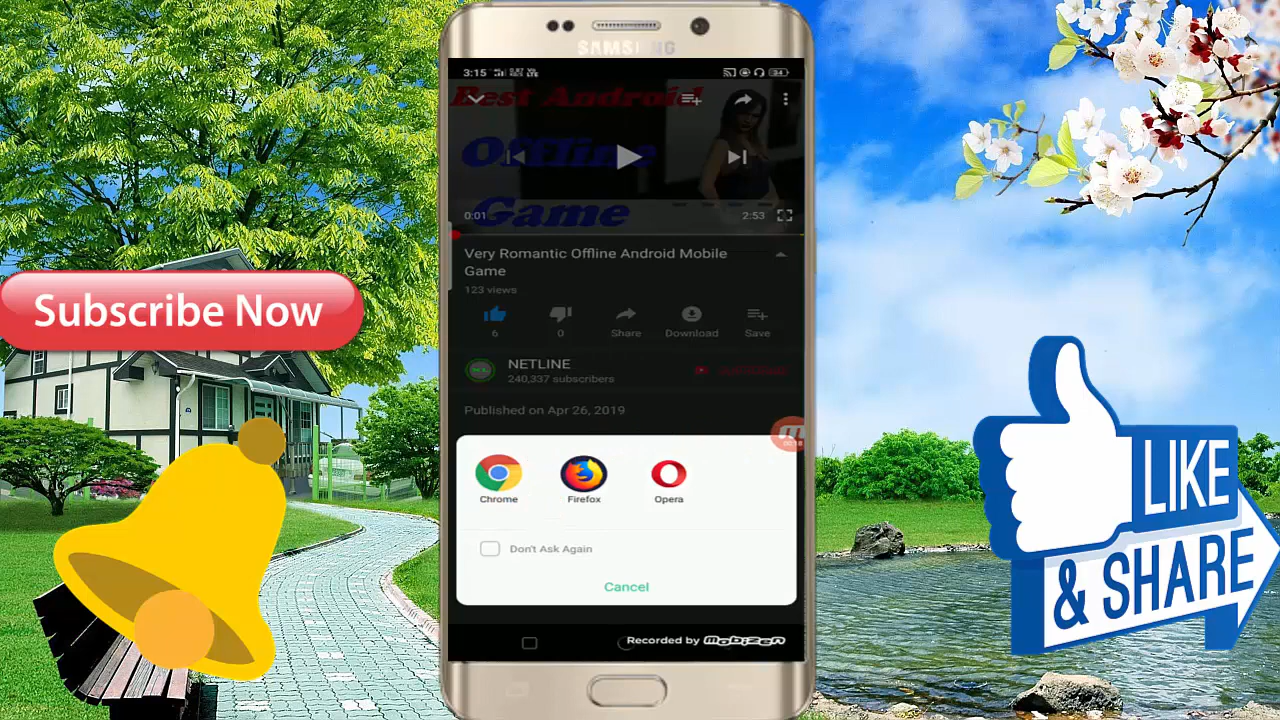 SAMSUNG
3:15
Best Android
Offline
Game
0:01
2:53
Very Romantic Offline Android Mobile
Game
123 views
6
0
Share
Download
Save
NETLINE
240,337 subscribers
Published on Apr 26, 2019
Chrome
Firefox
Opera
Don't Ask Again
Cancel
Recorded by mobizen
Subscribe Now
LIKE
& SHARE